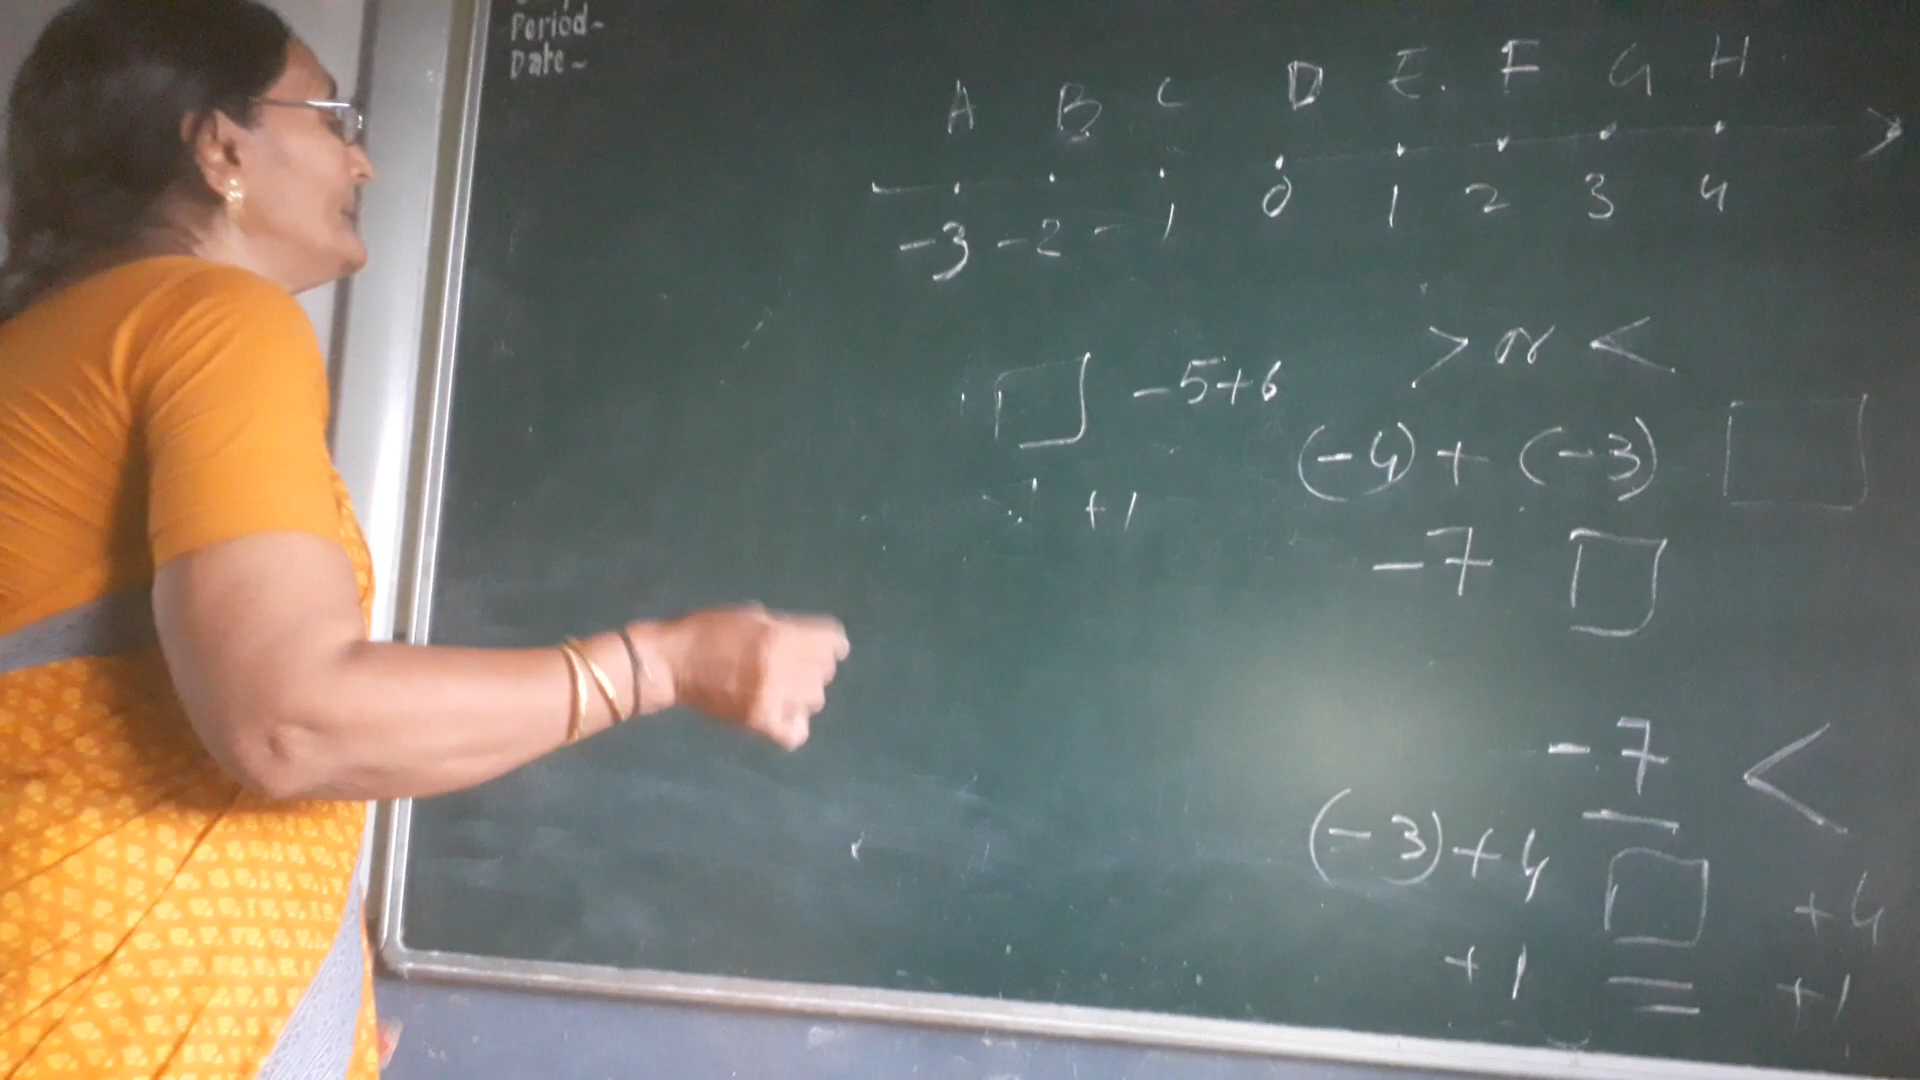 Period~
Date~
A B C D E. F G H
-3 -2 -1 0 1 2 3 4
> or <
□ -5+6
(-4) + (-3) □
+1
-7 □
-7 <
(-3)+4 □ +4
+1 = +1